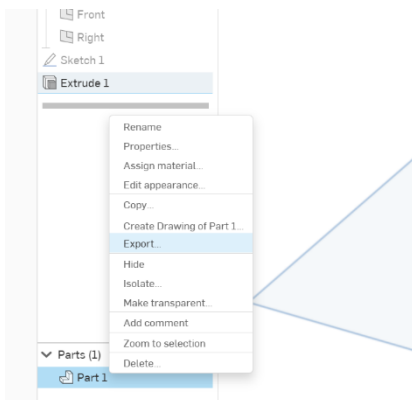 Front
Right
Sketch 1
Extrude 1
Rename
Properties...
Assign material...
Edit appearance...
Copy...
Create Drawing of Part 1...
Export...
Hide
Isolate...
Make transparent...
Add comment
Zoom to selection
Delete...
Parts (1)
Part 1